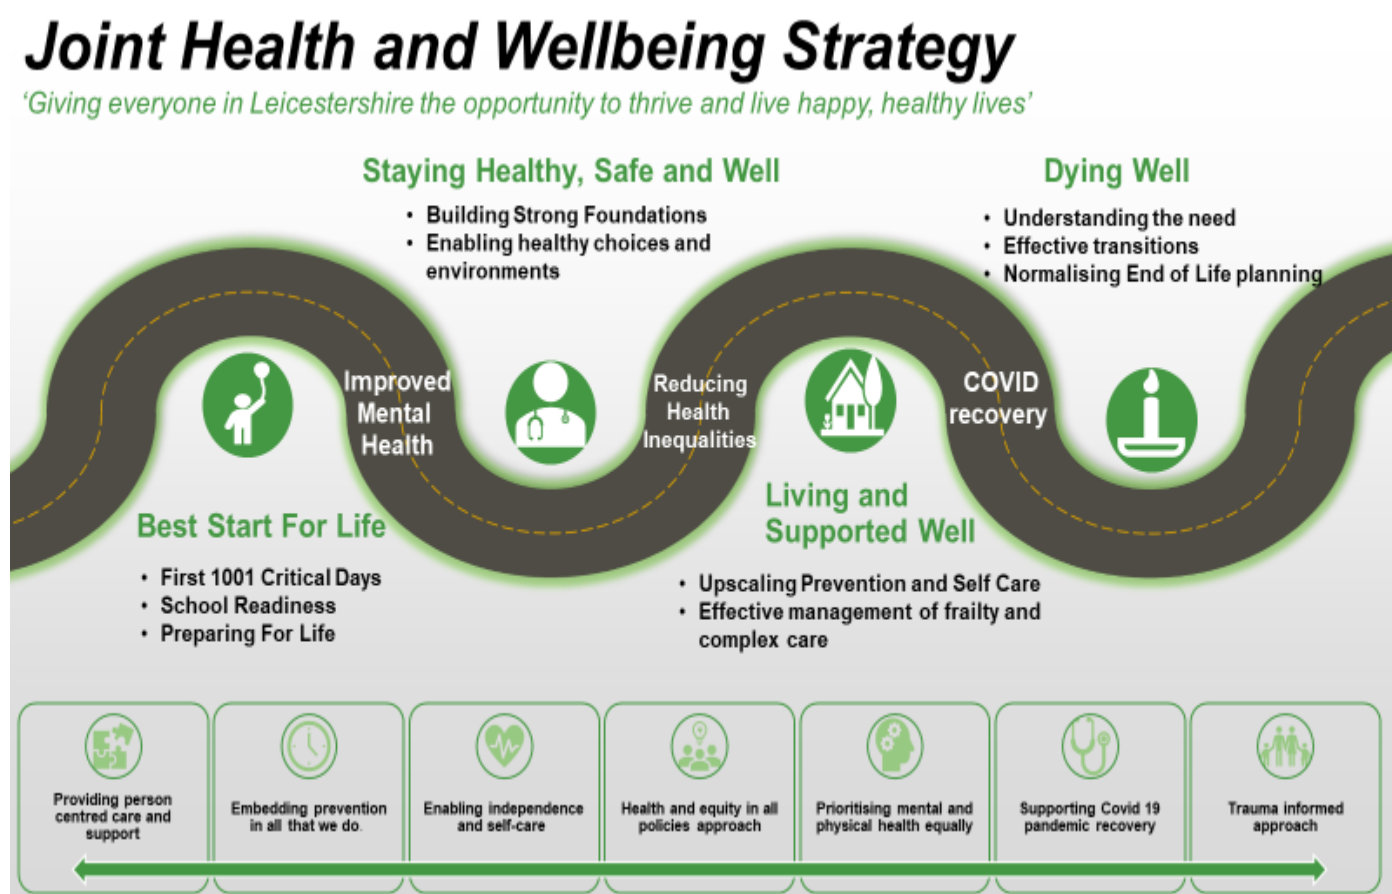 Joint Health and Wellbeing Strategy
‘Giving everyone in Leicestershire the opportunity to thrive and live happy, healthy lives’
Staying Healthy, Safe and Well
• Building Strong Foundations
• Enabling healthy choices and
environments
Dying Well
• Understanding the need
• Effective transitions
• Normalising End of Life planning
Improved
Mental
Health
Reducing
Health
Inequalities
COVID
recovery
Best Start For Life
• First 1001 Critical Days
• School Readiness
• Preparing For Life
Living and
Supported Well
• Upscaling Prevention and Self Care
• Effective management of frailty and
complex care
Providing person
centred care and
support
Embedding prevention
in all that we do.
Enabling independence
and self-care
Health and equity in all
policies approach
Prioritising mental and
physical health equally
Supporting Covid 19
pandemic recovery
Trauma informed
approach